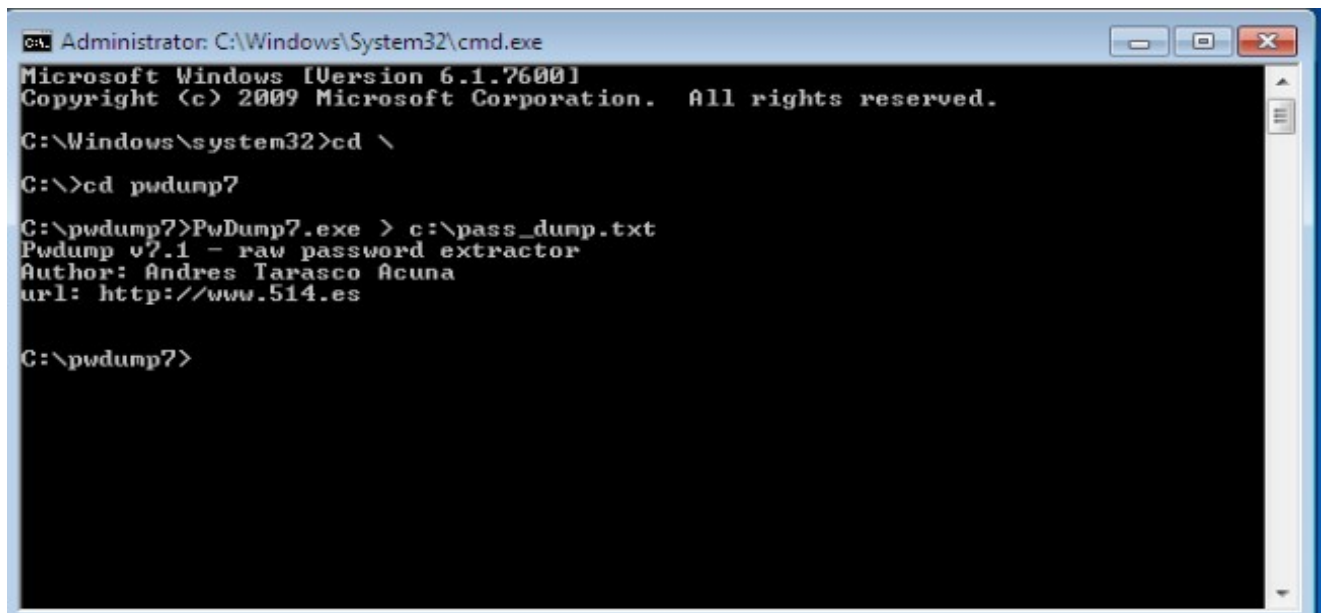 Administrator: C:\Windows\System32\cmd.exe
Microsoft Windows [Version 6.1.7600]
Copyright (c) 2009 Microsoft Corporation.  All rights reserved.
C:\Windows\system32>cd \
C:\>cd pwdump7
C:\pwdump7>PwDump7.exe > c:\pass_dump.txt
Pwdump v7.1 - raw password extractor
Author: Andres Tarasco Acuna
url: http://www.514.es
C:\pwdump7>